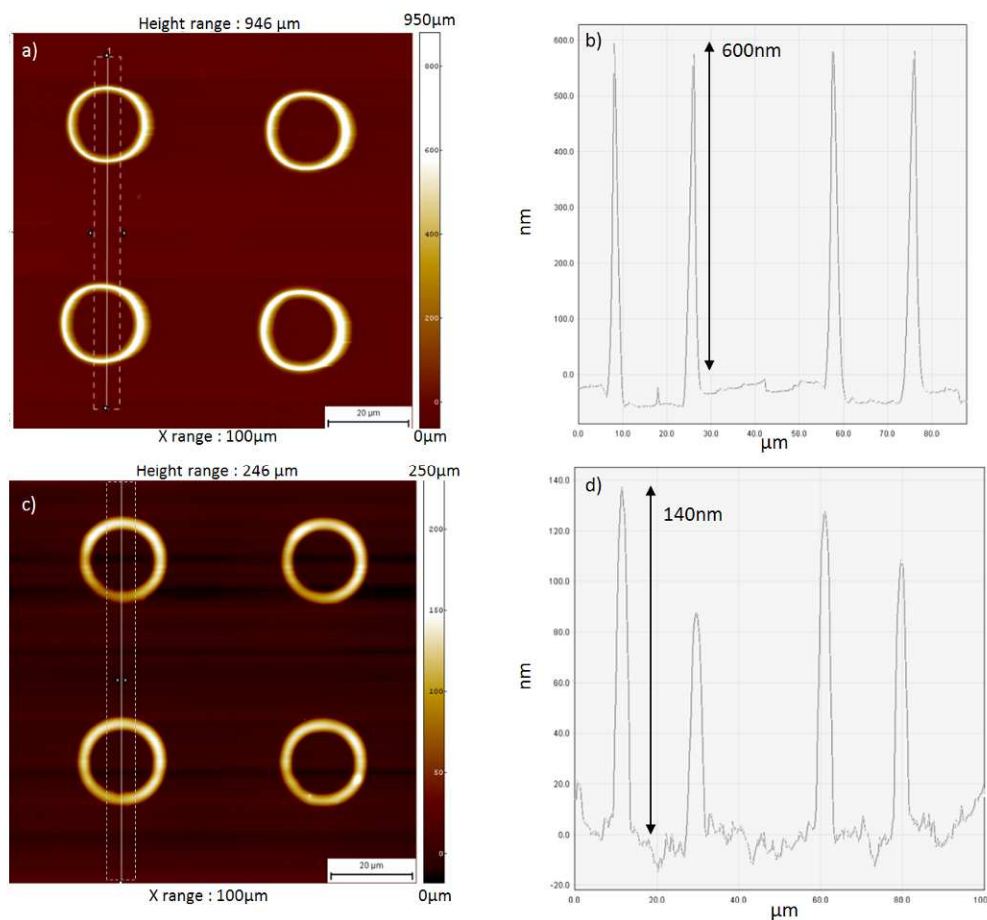 Height range : 946 µm
950µm
a)
800
600
400
200
0
20 µm
X range : 100µm
0µm
b)
600nm
600.0
500.0
400.0
300.0
200.0
100.0
0.0
nm
0.0 10.0 20.0 30.0 40.0 50.0 60.0 70.0 80.0
µm
Height range : 246 µm
250µm
c)
200
150
100
50
0
20 µm
X range : 100µm
0µm
d)
140nm
140.0
120.0
100.0
80.0
60.0
40.0
20.0
0.0
-20.0
nm
0.0 20.0 40.0 60.0 80.0 100.0
µm